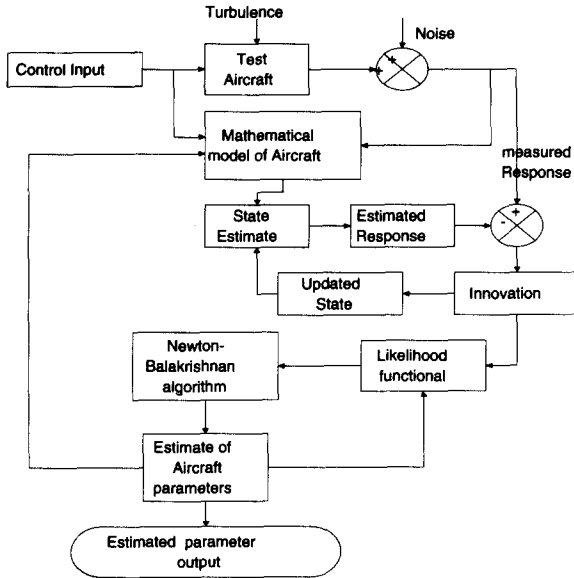 Turbulence
Noise
Control Input
Test
Aircraft
+
+
Mathematical
model of Aircraft
measured
Response
State
Estimate
Estimated
Response
+
-
Updated
State
Innovation
Newton-
Balakrishnan
algorithm
Likelihood
functional
Estimate of
Aircraft
parameters
Estimated parameter
output